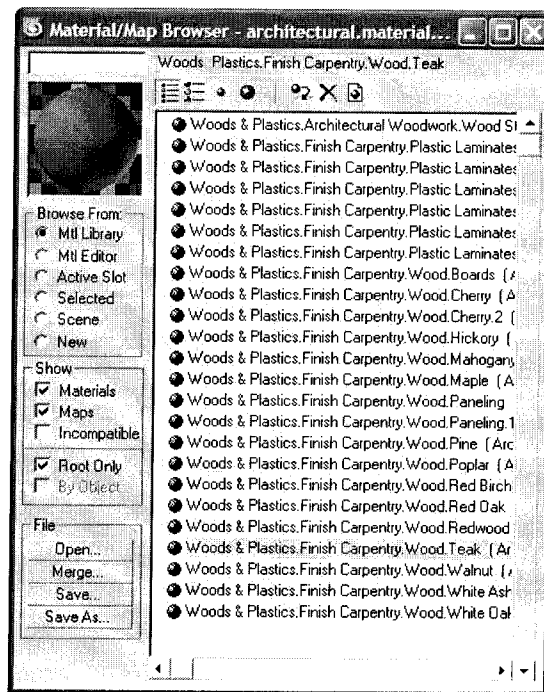 Material/Map Browser - architectural.material...
Woods Plastics.Finish Carpentry.Wood.Teak
Browse From:
Mtl Library
Mtl Editor
Active Slot
Selected
Scene
New
Show
Materials
Maps
Incompatible
Root Only
By Object
File
Open...
Merge...
Save...
Save As...
Woods & Plastics.Architectural Woodwork.Wood St
Woods & Plastics.Finish Carpentry.Plastic Laminates
Woods & Plastics.Finish Carpentry.Plastic Laminates
Woods & Plastics.Finish Carpentry.Plastic Laminates
Woods & Plastics.Finish Carpentry.Plastic Laminates
Woods & Plastics.Finish Carpentry.Plastic Laminates
Woods & Plastics.Finish Carpentry.Plastic Laminates
Woods & Plastics.Finish Carpentry.Wood.Boards (A
Woods & Plastics.Finish Carpentry.Wood.Cherry (A
Woods & Plastics.Finish Carpentry.Wood.Cherry.2 (
Woods & Plastics.Finish Carpentry.Wood.Hickory (
Woods & Plastics.Finish Carpentry.Wood.Mahogany
Woods & Plastics.Finish Carpentry.Wood.Maple (A
Woods & Plastics.Finish Carpentry.Wood.Paneling
Woods & Plastics.Finish Carpentry.Wood.Paneling.1
Woods & Plastics.Finish Carpentry.Wood.Pine (Arc
Woods & Plastics.Finish Carpentry.Wood.Poplar (A
Woods & Plastics.Finish Carpentry.Wood.Red Birch
Woods & Plastics.Finish Carpentry.Wood.Red Oak
Woods & Plastics.Finish Carpentry.Wood.Redwood
Woods & Plastics.Finish Carpentry.Wood.Teak (Ar
Woods & Plastics.Finish Carpentry.Wood.Walnut (A
Woods & Plastics.Finish Carpentry.Wood.White Ash
Woods & Plastics.Finish Carpentry.Wood.White Oak